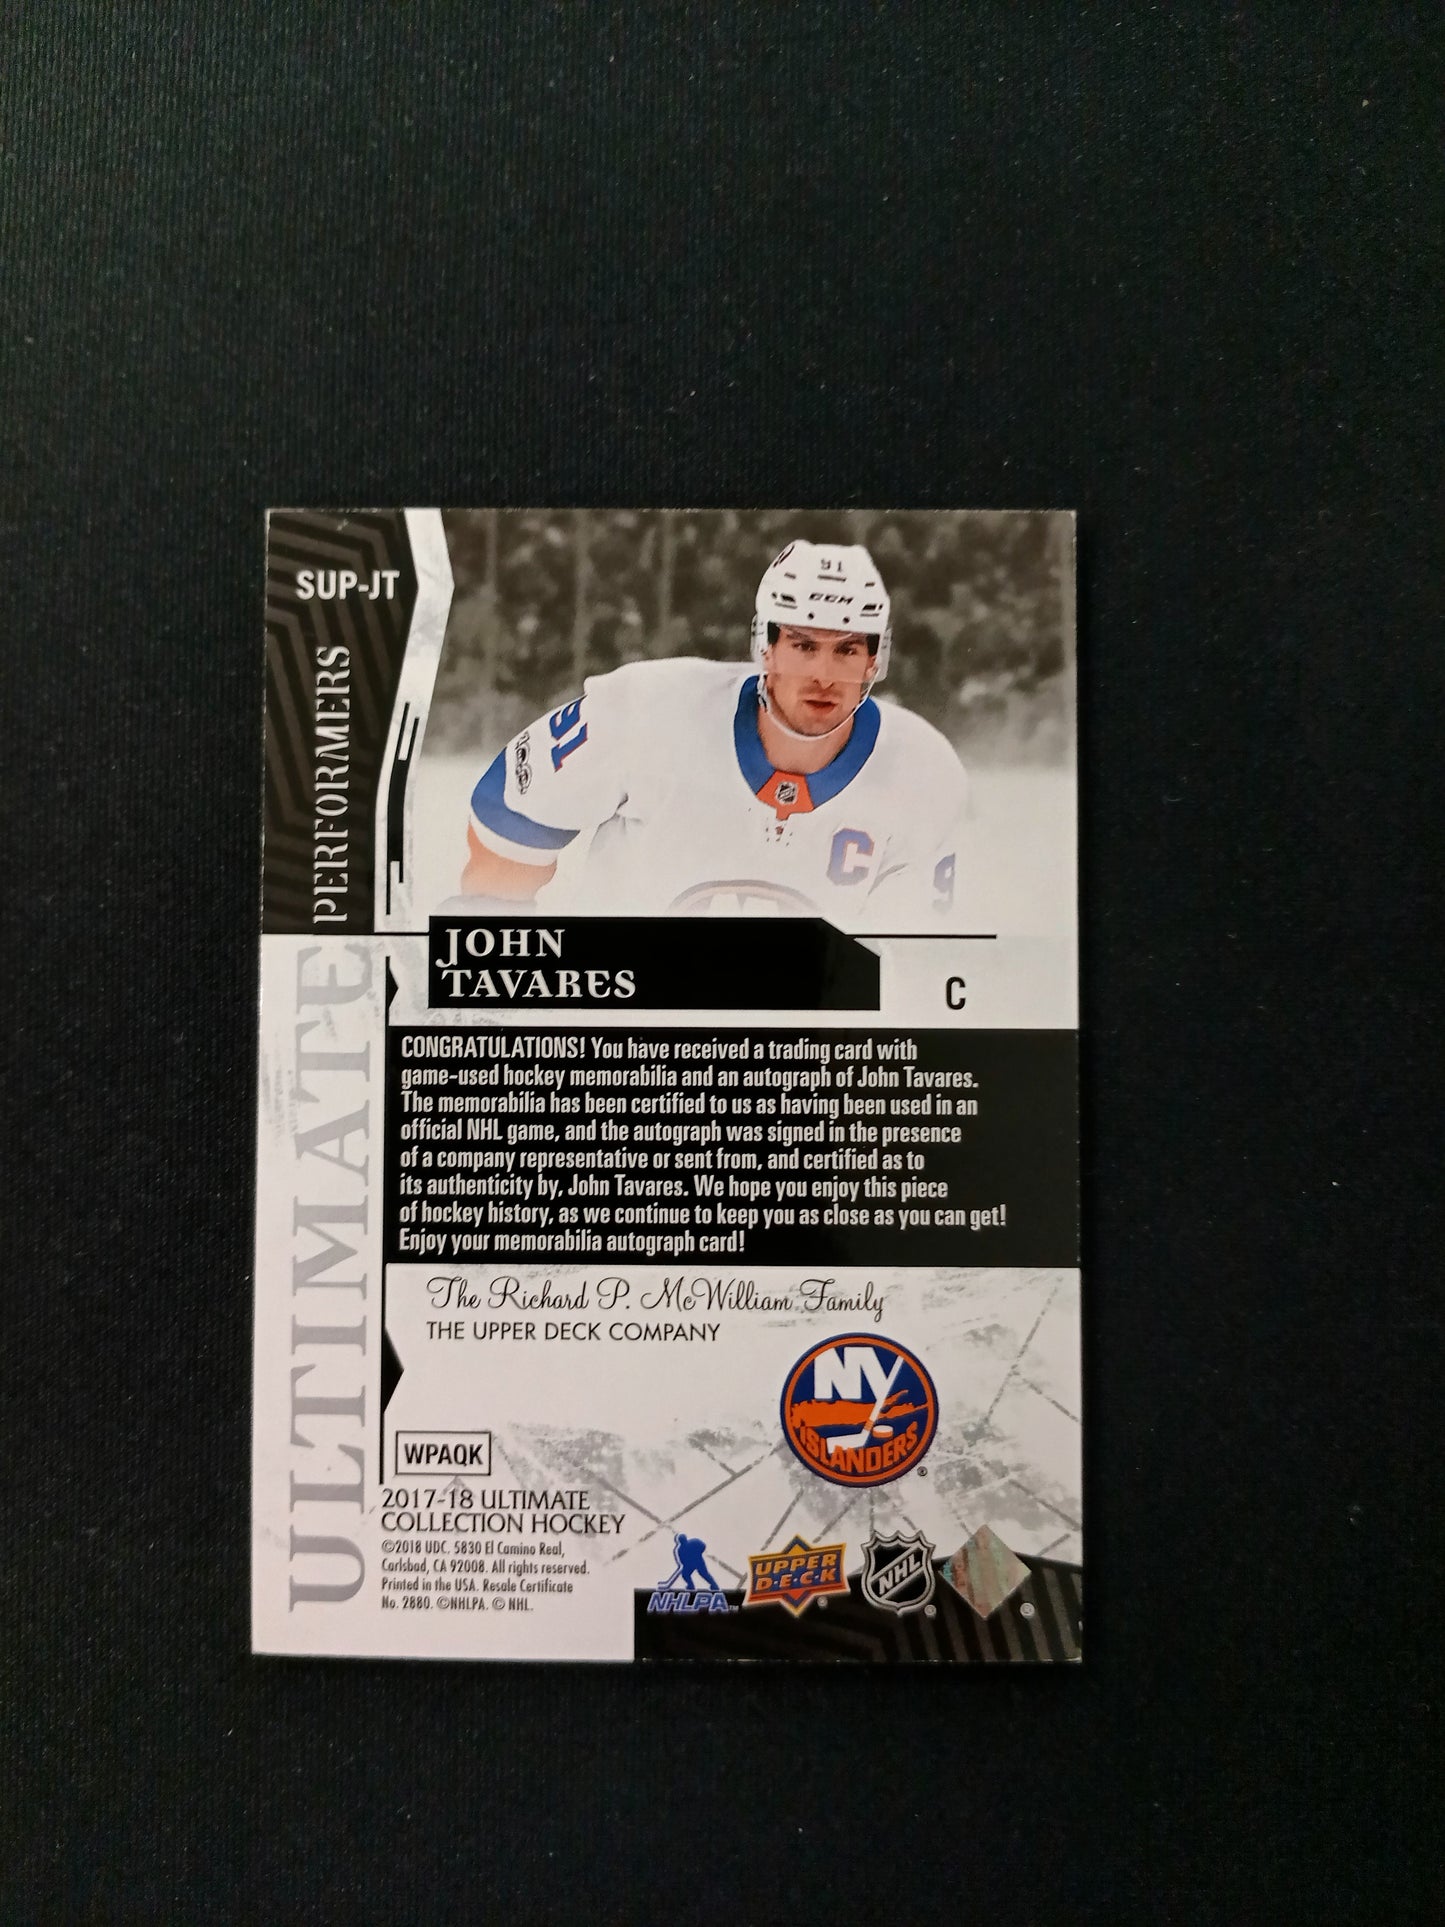 SUP-JT
PERFORMERS
ULTIMATE
91
CCM
91
C
9
JOHN
TAVARES
C
CONGRATULATIONS! You have received a trading card with
game-used hockey memorabilia and an autograph of John Tavares.
The memorabilia has been certified to us as having been used in an
official NHL game, and the autograph was signed in the presence
of a company representative or sent from, and certified as to
its authenticity by, John Tavares. We hope you enjoy this piece
of hockey history, as we continue to keep you as close as you can get!
Enjoy your memorabilia autograph card!
The Richard P. McWilliam Family
THE UPPER DECK COMPANY
NY
ISLANDERS
®
WPAQK
2017-18 ULTIMATE
COLLECTION HOCKEY
©2018 UDC. 5830 El Camino Real,
Carlsbad, CA 92008. All rights reserved.
Printed in the USA. Resale Certificate
No. 2880. ©NHLPA. © NHL.
NHLPA™
UPPER
D·E·C·K
®
NHL
®
®